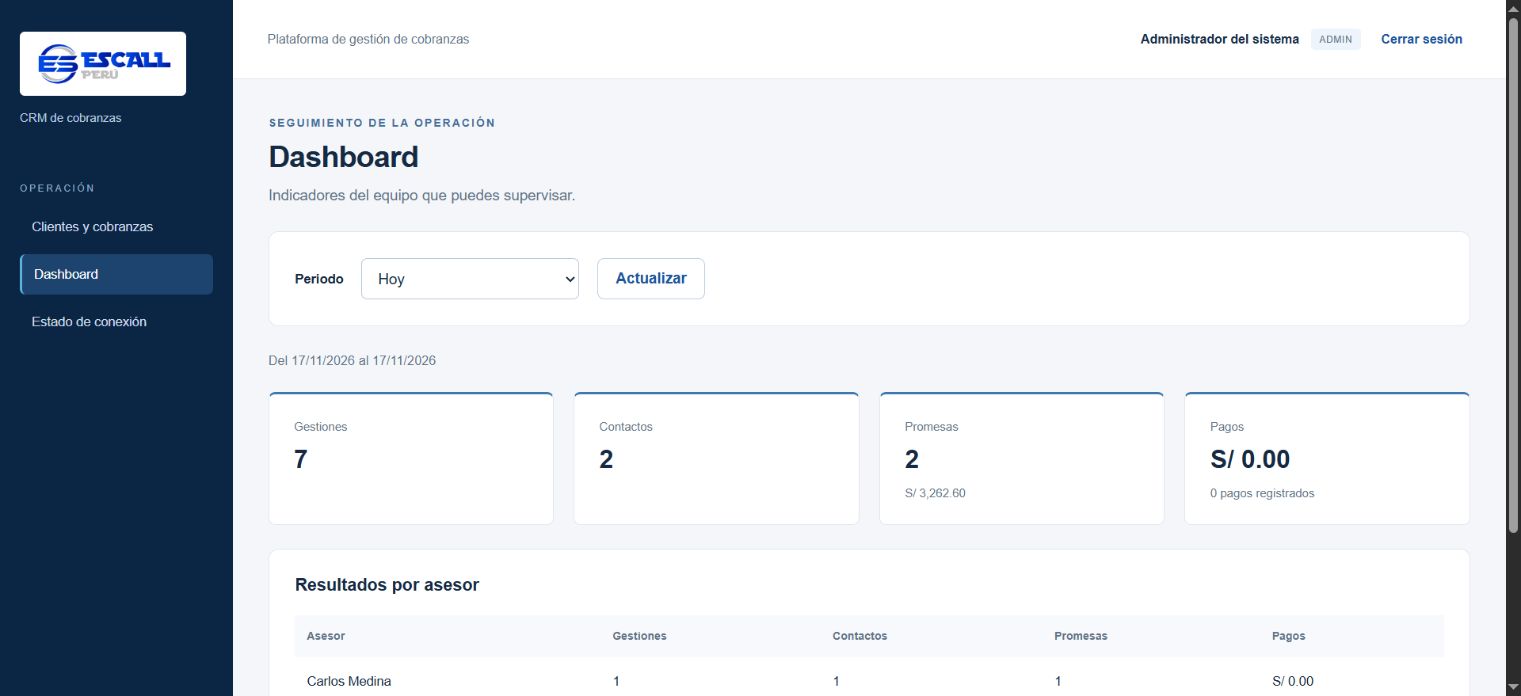 ES ESCALL
PERÚ
CRM de cobranzas
OPERACIÓN
Clientes y cobranzas
Dashboard
Estado de conexión
Plataforma de gestión de cobranzas
Administrador del sistema ADMIN Cerrar sesión
SEGUIMIENTO DE LA OPERACIÓN
Dashboard
Indicadores del equipo que puedes supervisar.
Periodo Hoy Actualizar
Del 17/11/2026 al 17/11/2026
Gestiones Contactos Promesas Pagos
7 2 2 S/ 0.00
S/ 3,262.60 0 pagos registrados
Resultados por asesor
Asesor Gestiones Contactos Promesas Pagos
Carlos Medina 1 1 1 S/ 0.00